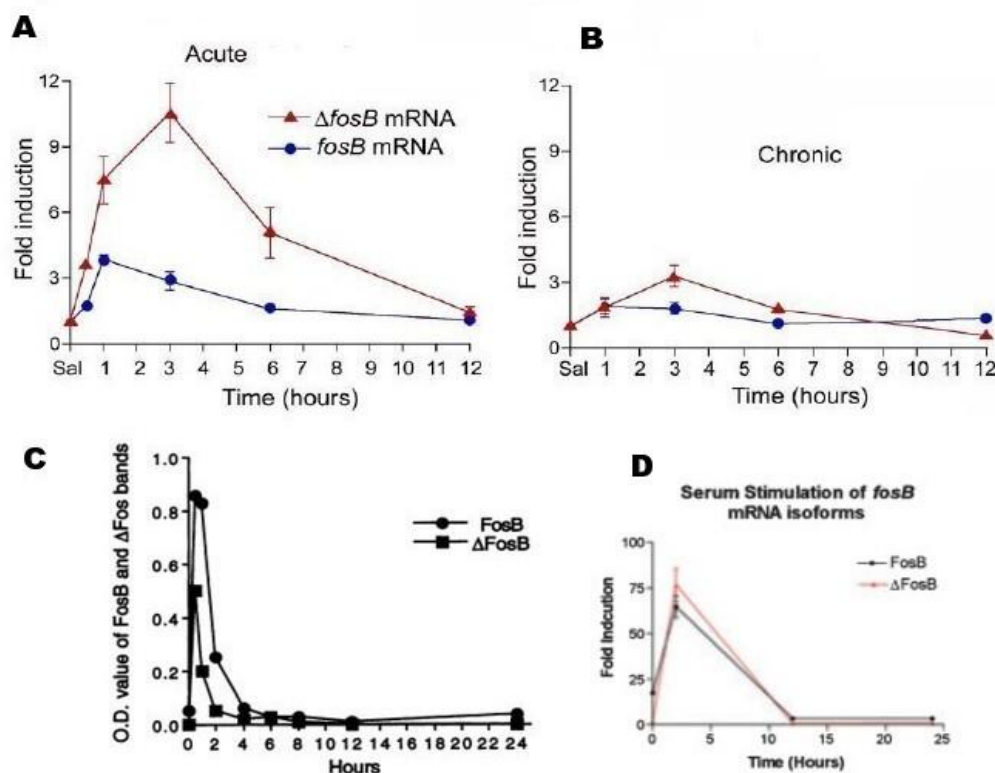 A
Acute
12
9
6
3
0
Fold induction
ΔfosB mRNA
fosB mRNA
Sal 1 2 3 4 5 6 7 8 9 10 11 12
Time (hours)
B
Chronic
12
9
6
3
0
Fold induction
Sal 1 2 3 4 5 6 7 8 9 10 11 12
Time (hours)
C
1.0
0.8
0.6
0.4
0.2
0.0
O.D. value of FosB and ΔFos bands
FosB
ΔFosB
0 2 4 6 8 10 12 14 16 18 20 22 24
Hours
D
Serum Stimulation of fosB
mRNA isoforms
100
75
50
25
0
Fold Indcution
FosB
ΔFosB
0 5 10 15 20 25
Time (Hours)